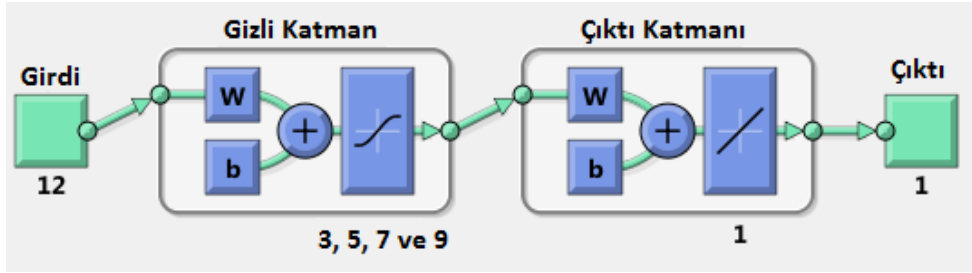 Gizli Katman
Çıktı Katmanı
Girdi
Çıktı
W
W
+
+
b
b
12
1
3, 5, 7 ve 9
1